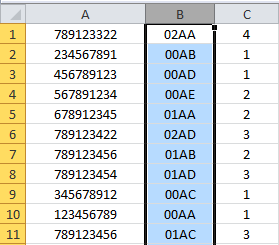 A B C
1 789123322 02AA 4
2 234567891 00AB 1
3 456789123 00AD 1
4 567891234 00AE 2
5 678912345 01AA 2
6 789123422 02AD 3
7 789123456 01AB 2
8 789123454 01AD 3
9 345678912 00AC 1
10 123456789 00AA 1
11 789123456 01AC 3